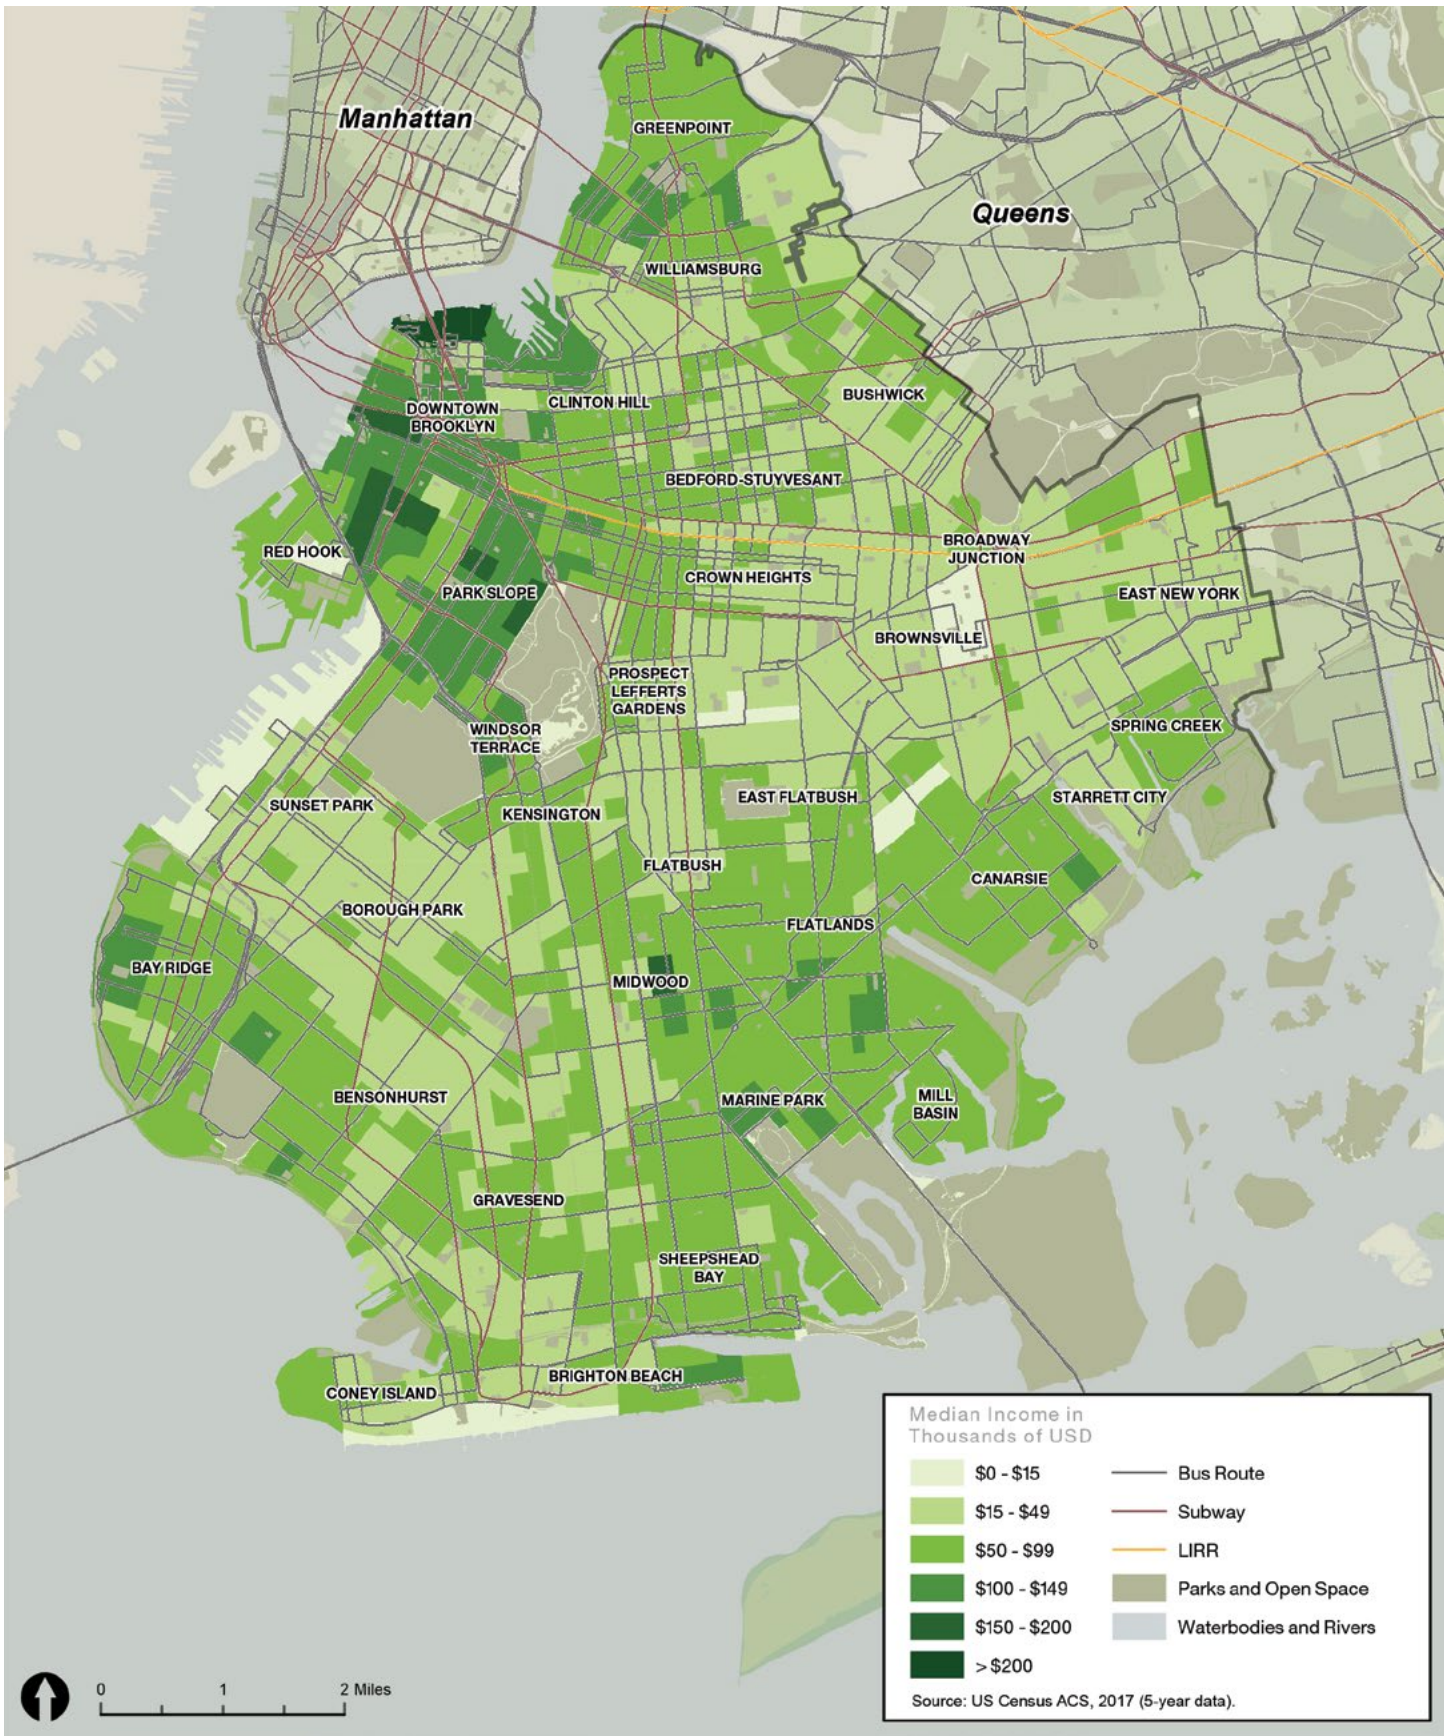 Manhattan
GREENPOINT
Queens
WILLIAMSBURG
BUSHWICK
CLINTON HILL
DOWNTOWN
BROOKLYN
BEDFORD-STUYVESANT
BROADWAY
JUNCTION
RED HOOK
CROWN HEIGHTS
PARK SLOPE
EAST NEW YORK
BROWNSVILLE
PROSPECT
LEFFERTS
GARDENS
SPRING CREEK
WINDSOR
TERRACE
SUNSET PARK
EAST FLATBUSH
STARRETT CITY
KENSINGTON
FLATBUSH
CANARSIE
BOROUGH PARK
FLATLANDS
BAY RIDGE
MIDWOOD
BENSONHURST
MARINE PARK
MILL
BASIN
GRAVESEND
SHEEPSHEAD
BAY
BRIGHTON BEACH
CONEY ISLAND
Median Income in
Thousands of USD
$0 - $15
Bus Route
$15 - $49
Subway
$50 - $99
LIRR
$100 - $149
Parks and Open Space
$150 - $200
Waterbodies and Rivers
> $200
Source: US Census ACS, 2017 (5-year data).
0 1 2 Miles